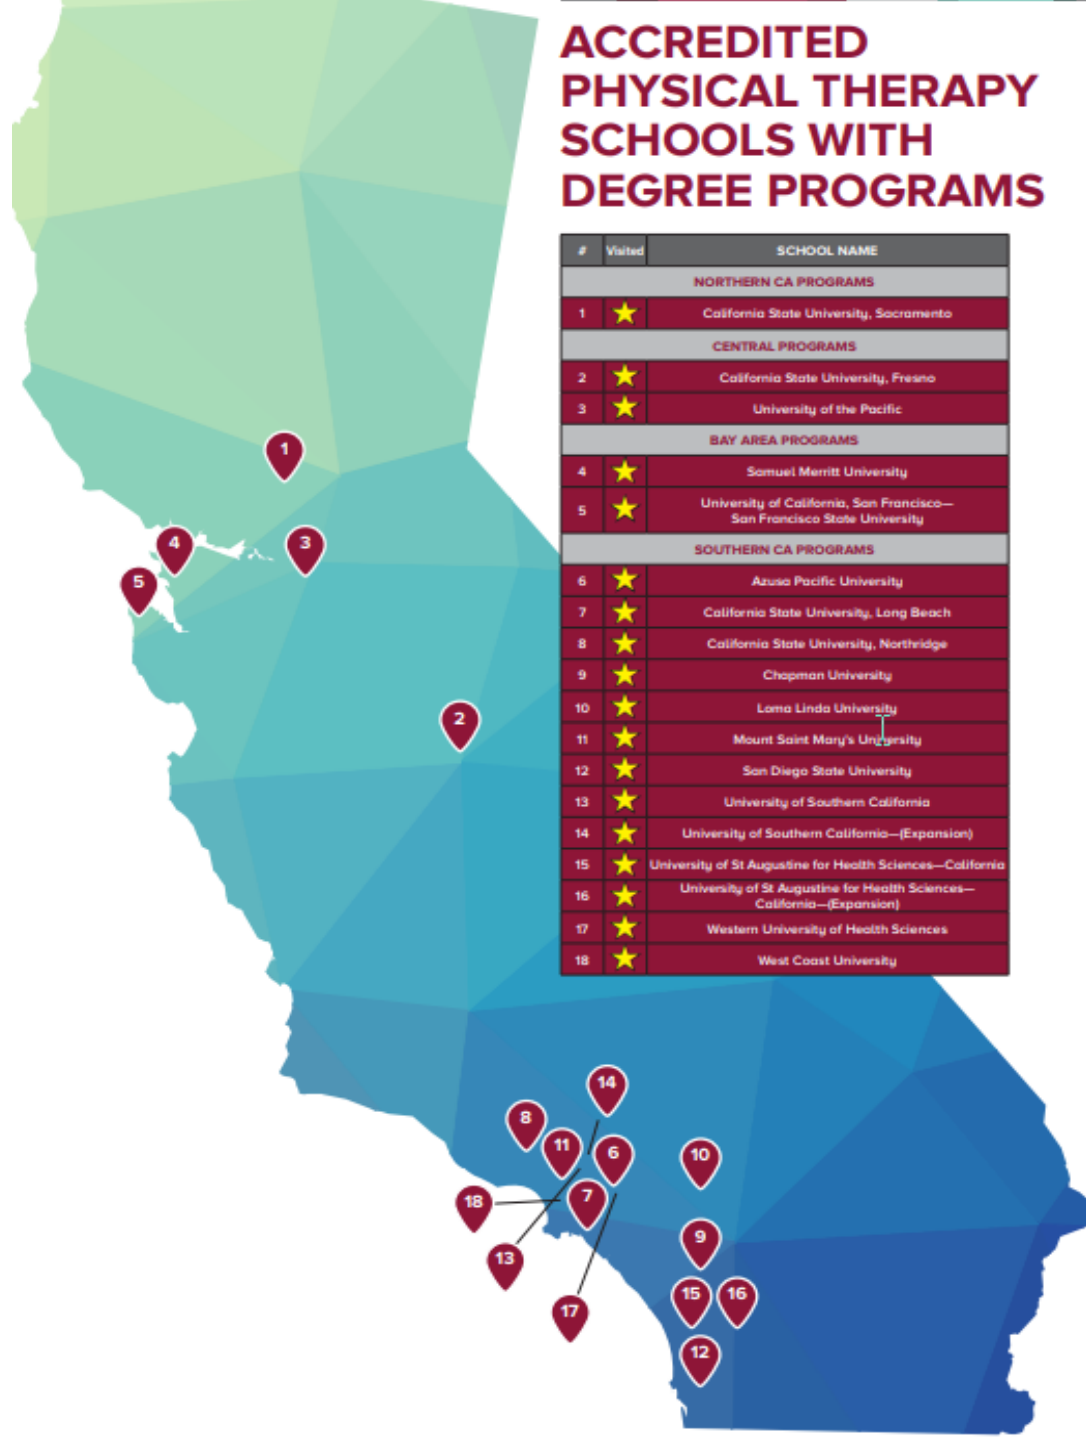 ACCREDITED
PHYSICAL THERAPY
SCHOOLS WITH
DEGREE PROGRAMS
# Visited SCHOOL NAME
NORTHERN CA PROGRAMS
1 California State University, Sacramento
CENTRAL PROGRAMS
2 California State University, Fresno
3 University of the Pacific
BAY AREA PROGRAMS
4 Samuel Merritt University
5 University of California, San Francisco—
San Francisco State University
SOUTHERN CA PROGRAMS
6 Azusa Pacific University
7 California State University, Long Beach
8 California State University, Northridge
9 Chapman University
10 Loma Linda University
11 Mount Saint Mary's University
12 San Diego State University
13 University of Southern California
14 University of Southern California—(Expansion)
15 University of St Augustine for Health Sciences—California
16 University of St Augustine for Health Sciences—
California—(Expansion)
17 Western University of Health Sciences
18 West Coast University
1
4
3
5
2
14
8
11
6
10
18
7
13
9
17
15
16
12